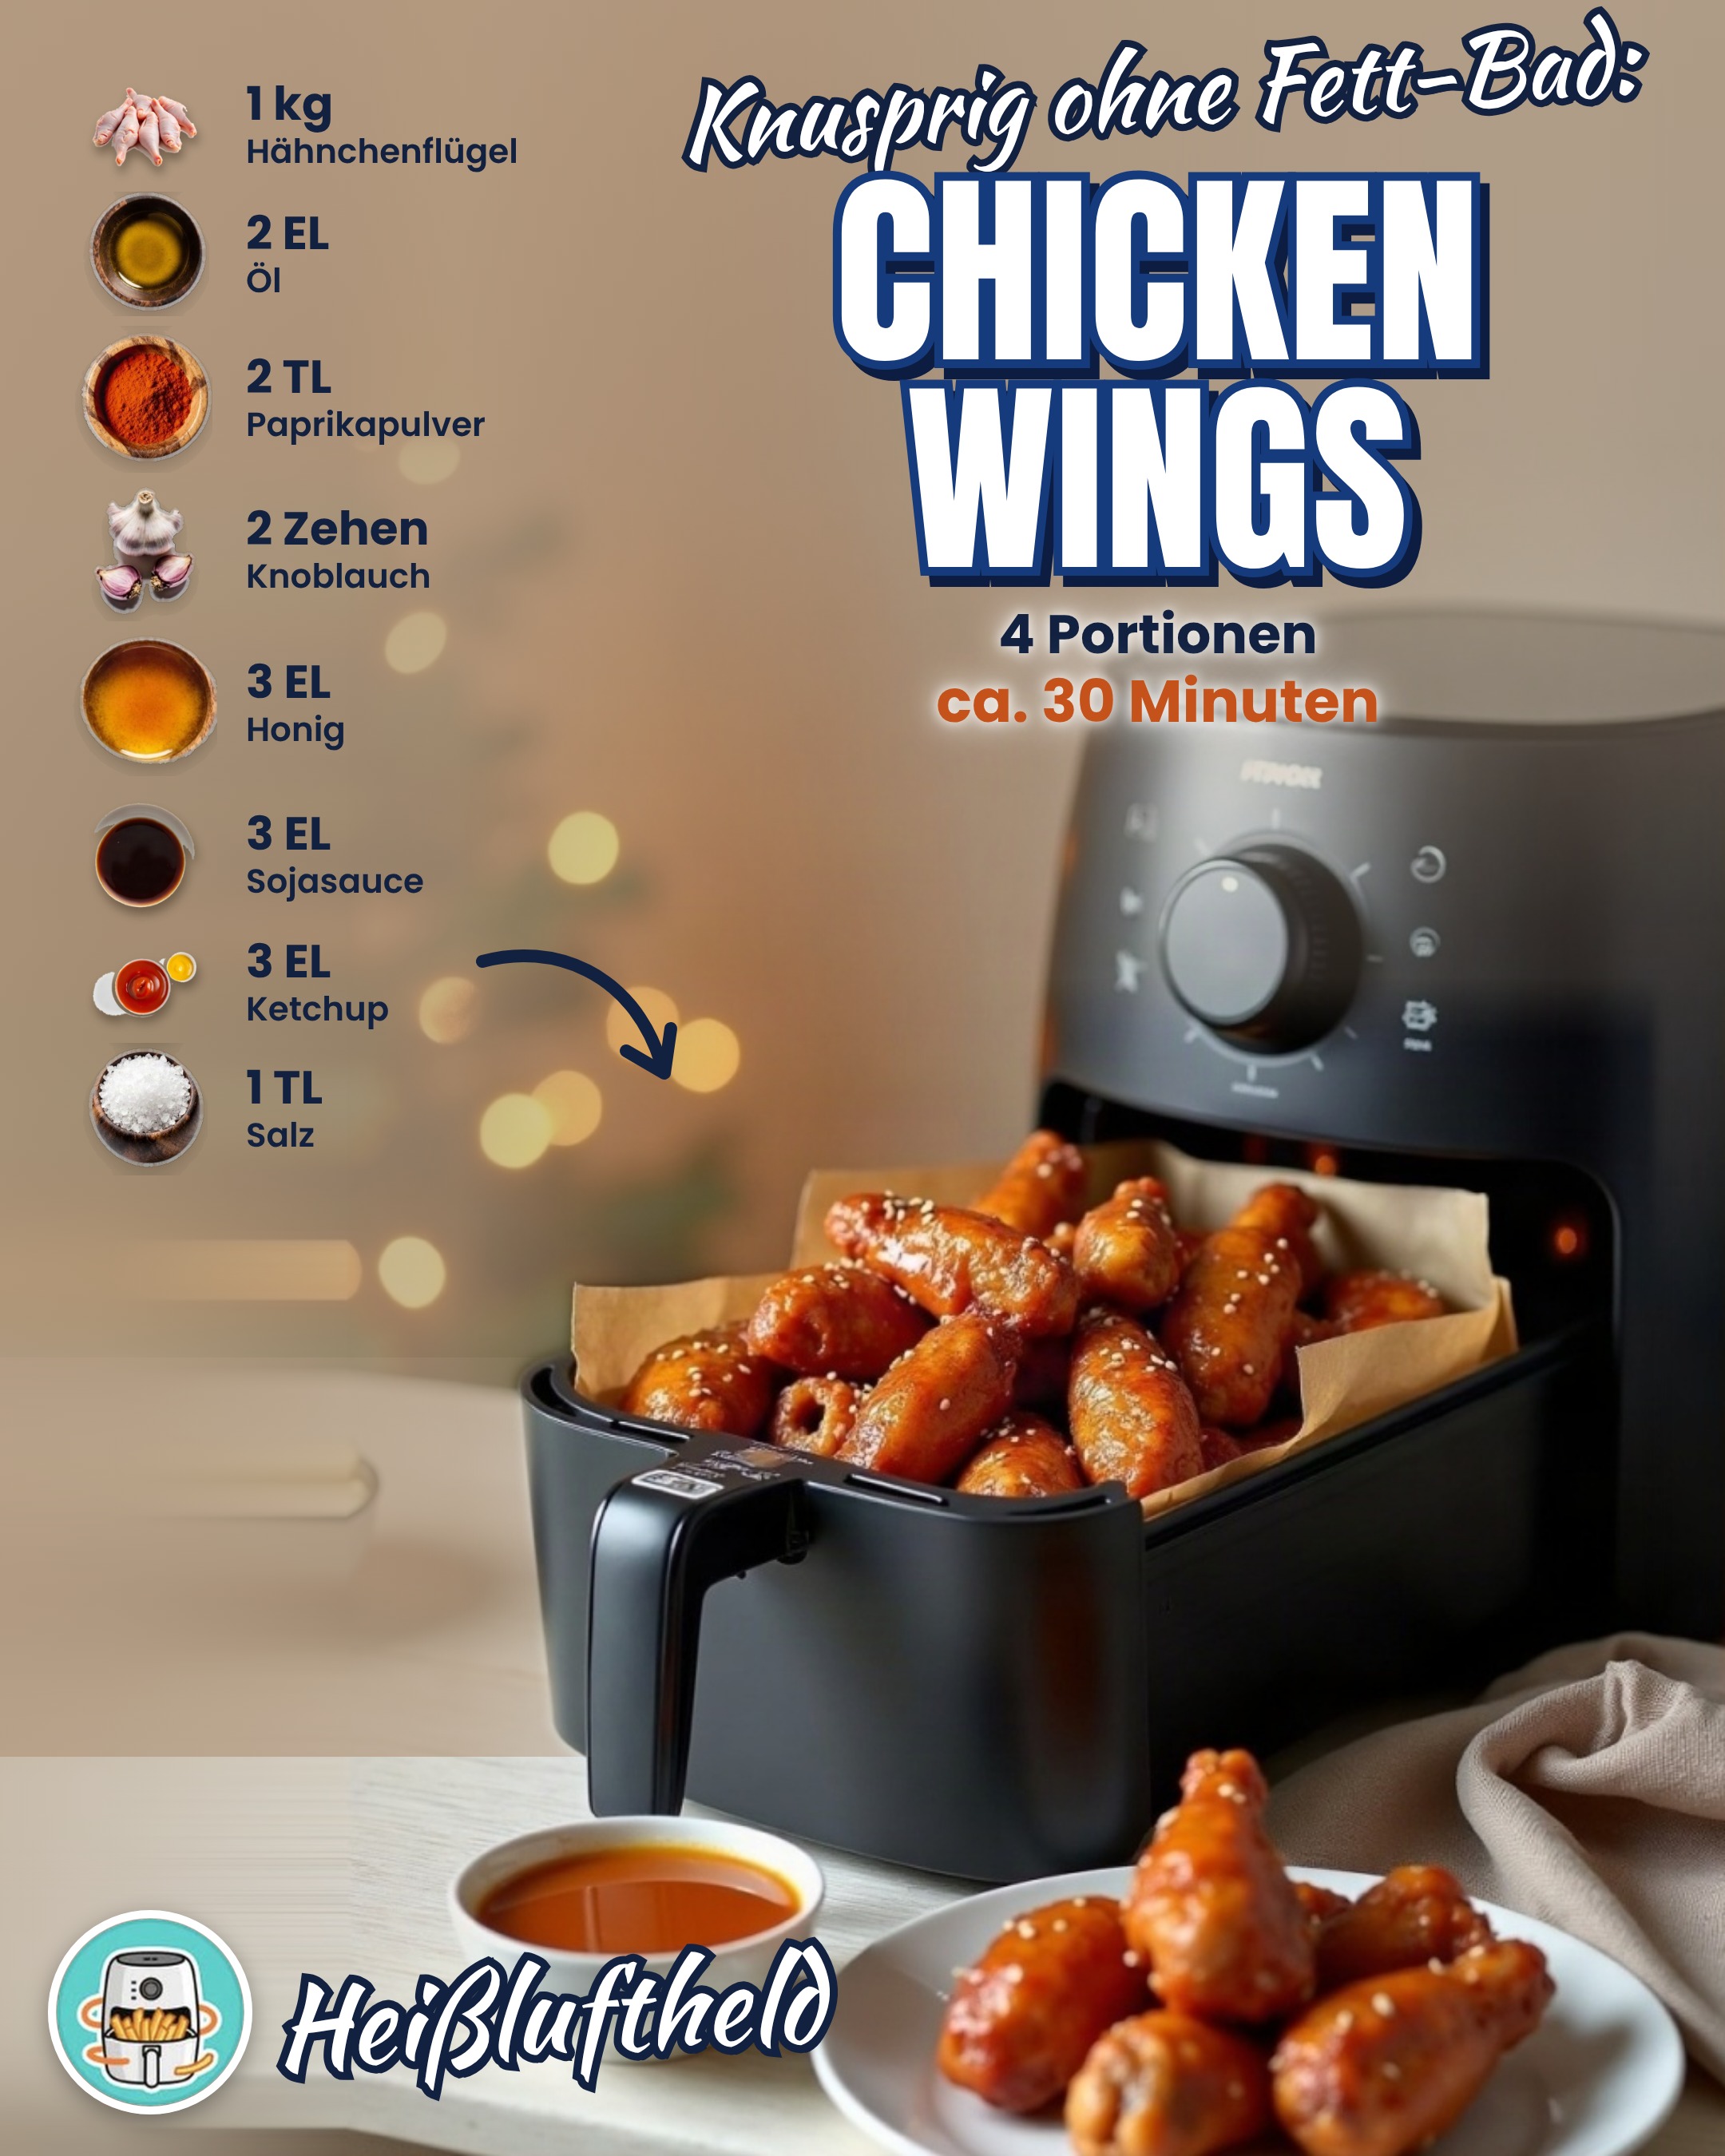 Knusprig ohne Fett-Bad:
CHICKEN
WINGS
4 Portionen
ca. 30 Minuten
1 kg
Hähnchenflügel
2 EL
Öl
2 TL
Paprikapulver
2 Zehen
Knoblauch
3 EL
Honig
3 EL
Sojasauce
3 EL
Ketchup
1 TL
Salz
Heißluftheld